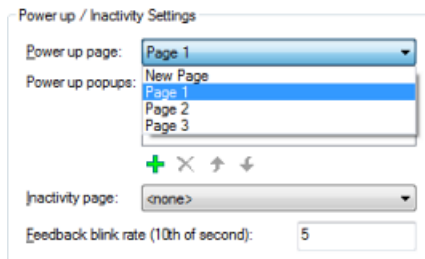 Power up / Inactivity Settings
Power up page: Page 1
Power up popups: New Page
Page 1
Page 2
Page 3
Inactivity page: <none>
Feedback blink rate (10th of second): 5